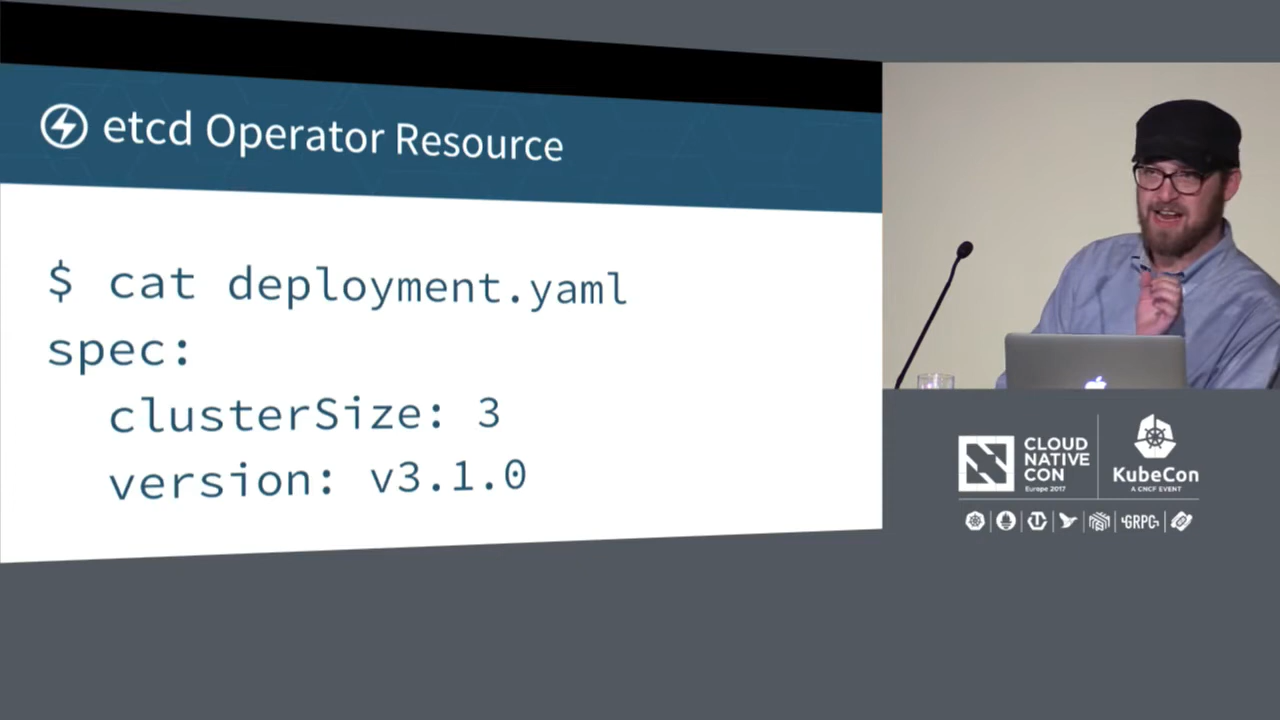 etcd Operator Resource
$ cat deployment.yaml
spec:
  clusterSize: 3
  version: v3.1.0
CLOUD
NATIVE
CON
Europe 2017
KubeCon
A CNCF EVENT
GRPC